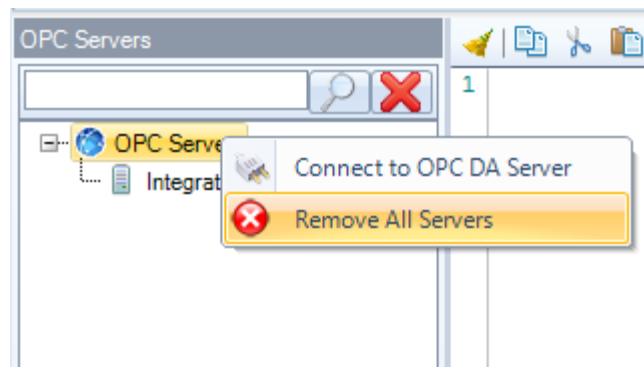 OPC Servers
1
OPC Serve
Connect to OPC DA Server
Integrat
Remove All Servers